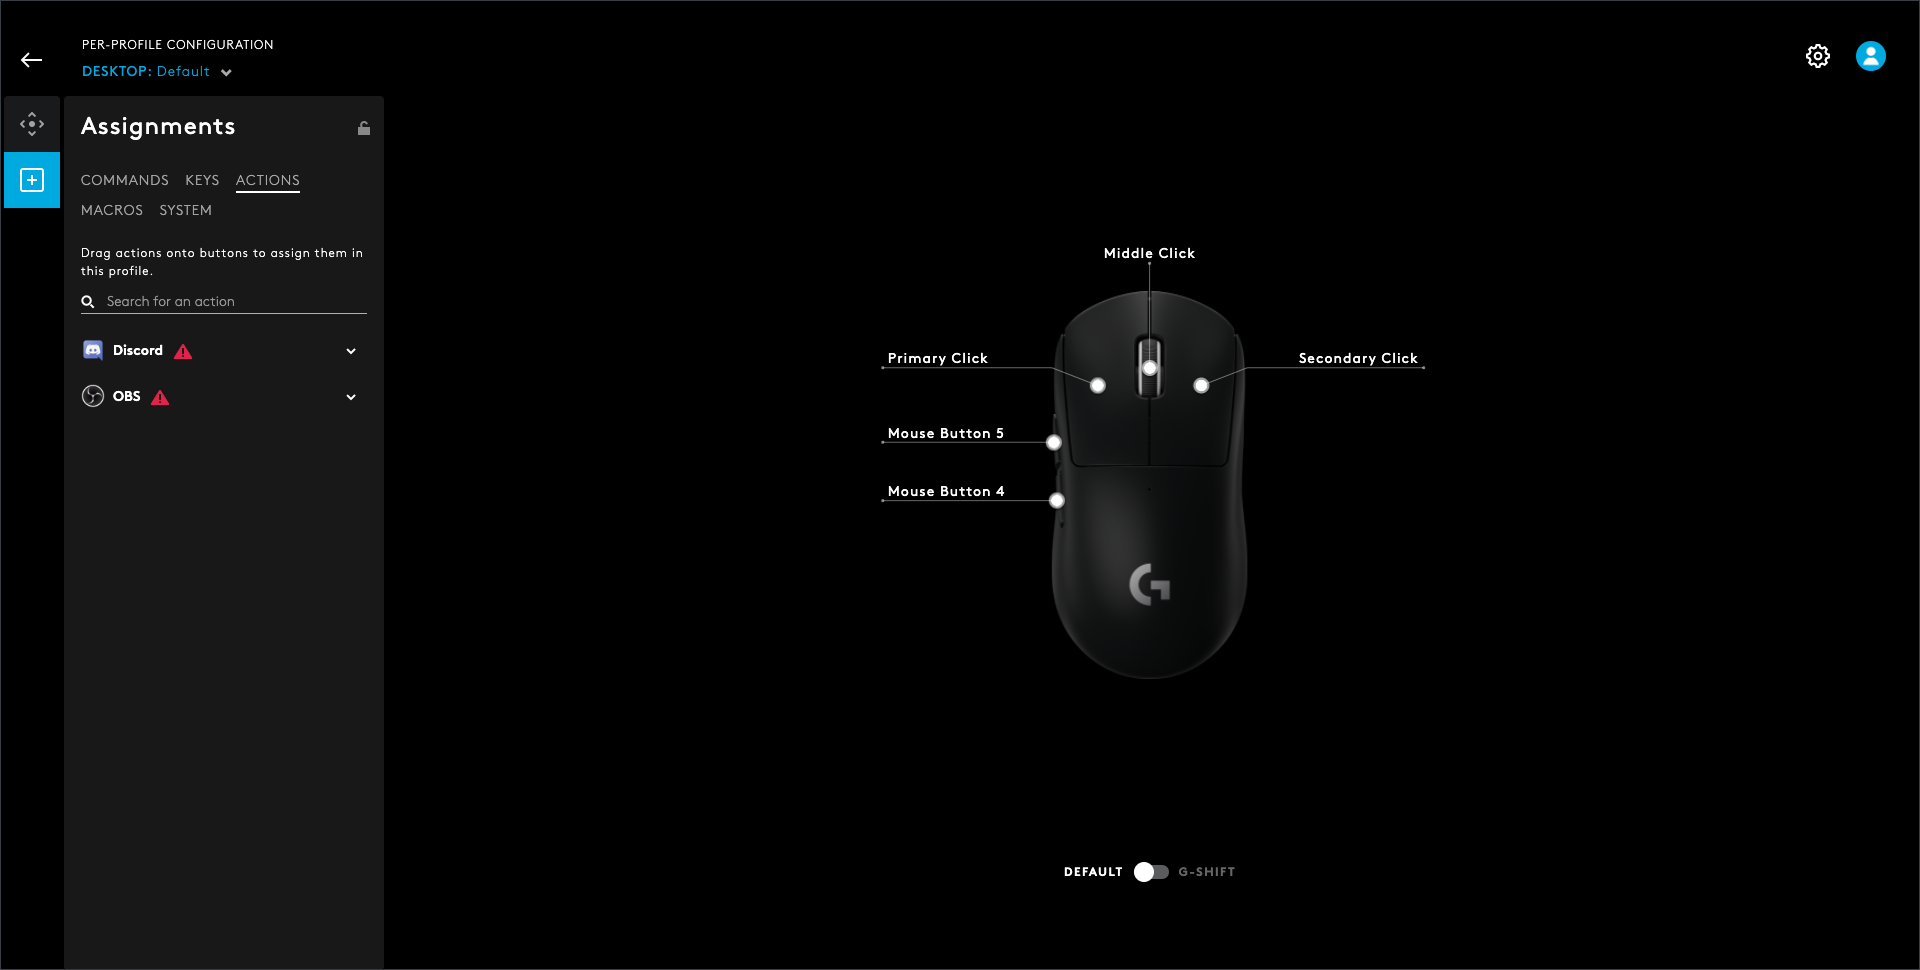 PER-PROFILE CONFIGURATION
DESKTOP: Default
Assignments
COMMANDS KEYS ACTIONS
MACROS SYSTEM
Drag actions onto buttons to assign them in
this profile.
Search for an action
Discord
OBS
Middle Click
Primary Click
Secondary Click
Mouse Button 5
Mouse Button 4
DEFAULT G-SHIFT